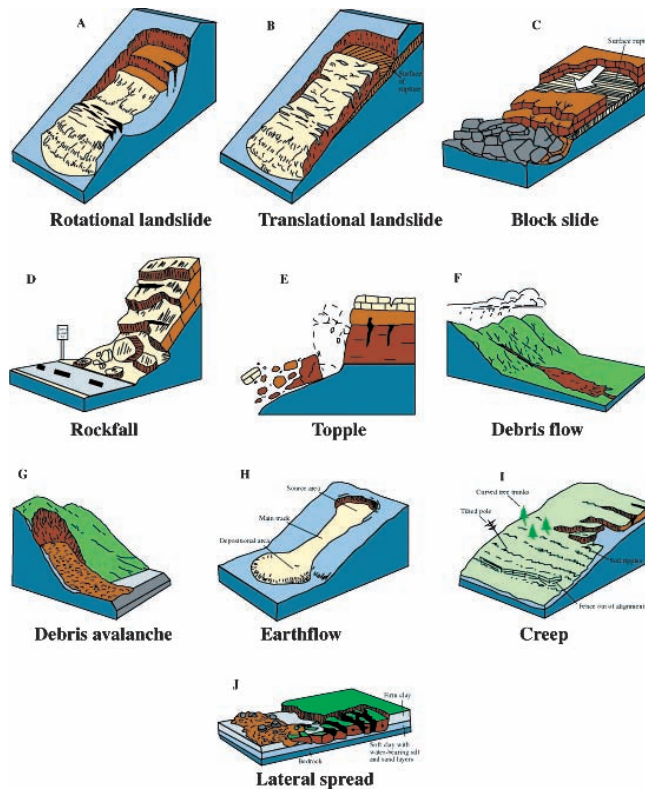 A
B
C
Surface rupt
Surface
of
rupture
Rotational landslide
Translational landslide
Block slide
D
E
F
Rockfall
Topple
Debris flow
G
H
I
Source area
Main track
Depositional area
Curved tree trunks
Tilted pole
Soil ripples
Fence out of alignment
Debris avalanche
Earthflow
Creep
J
Firm clay
Soft clay with
water-bearing silt
and sand layers
Bedrock
Lateral spread